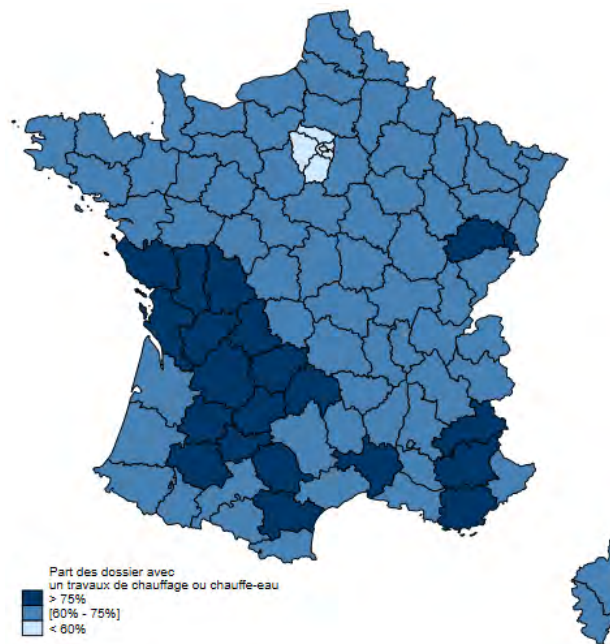 Part des dossier avec
un travaux de chauffage ou chauffe-eau
> 75%
[60% - 75%]
< 60%